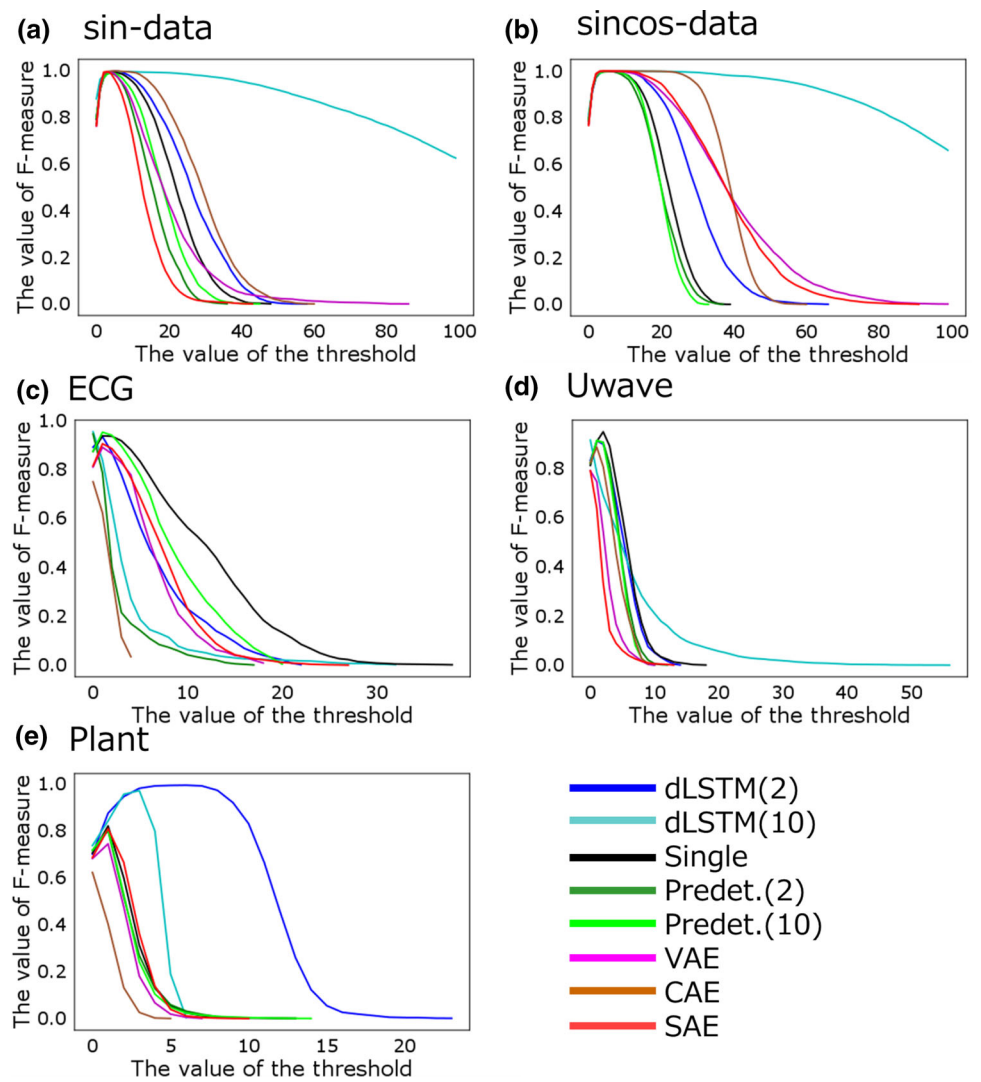 (a) sin-data
The value of F-measure
1.0
0.8
0.6
0.4
0.2
0.0
0 20 40 60 80 100
The value of the threshold
(b) sincos-data
The value of F-measure
1.0
0.8
0.6
0.4
0.2
0.0
0 20 40 60 80 100
The value of the threshold
(c) ECG
The value of F-measure
1.0
0.8
0.6
0.4
0.2
0.0
0 10 20 30
The value of the threshold
(d) Uwave
The value of F-measure
0.8
0.6
0.4
0.2
0.0
0 10 20 30 40 50
The value of the threshold
(e) Plant
The value of F-measure
1.0
0.8
0.6
0.4
0.2
0.0
0 5 10 15 20
The value of the threshold
dLSTM(2)
dLSTM(10)
Single
Predet.(2)
Predet.(10)
VAE
CAE
SAE